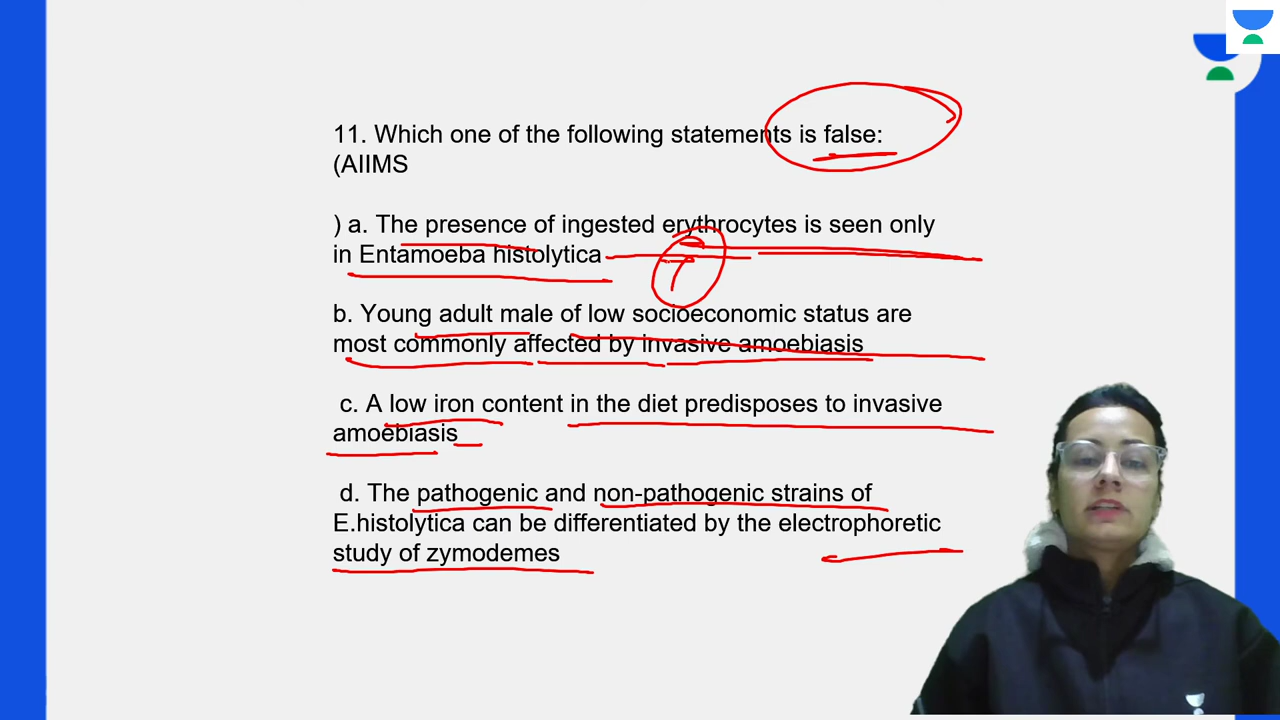 11. Which one of the following statements is false:
(AIIMS
) a. The presence of ingested erythrocytes is seen only
in Entamoeba histolytica
T
b. Young adult male of low socioeconomic status are
most commonly affected by invasive amoebiasis
c. A low iron content in the diet predisposes to invasive
amoebiasis
d. The pathogenic and non-pathogenic strains of
E.histolytica can be differentiated by the electrophoretic
study of zymodemes